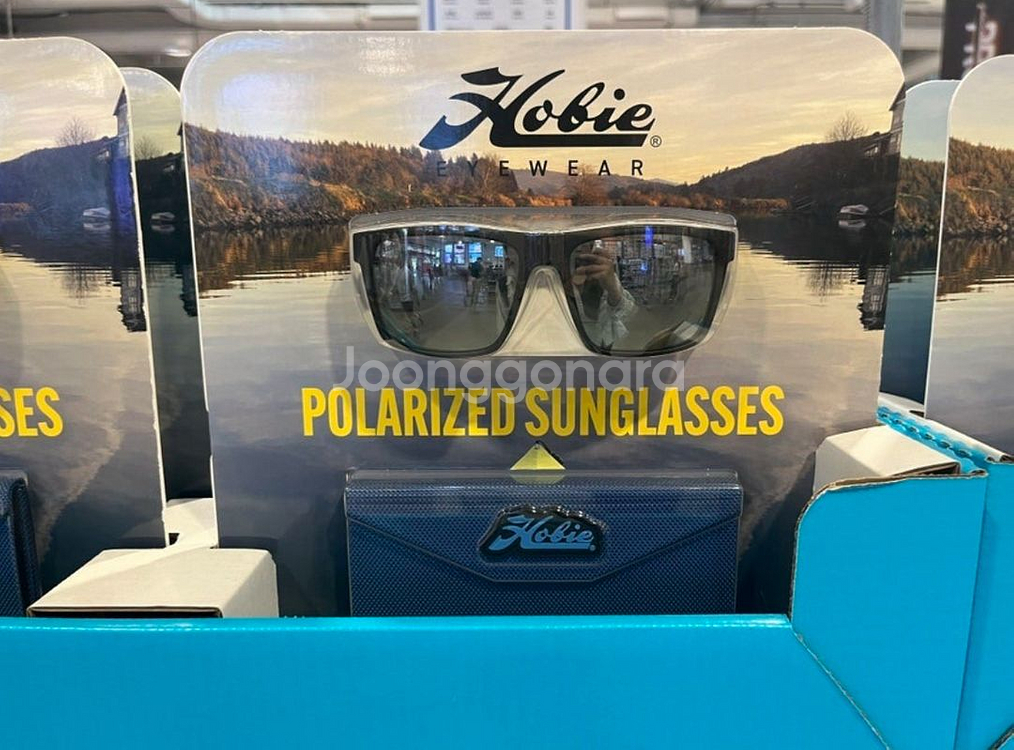 Hobie®
EYEWEAR
Joonggonara
POLARIZED SUNGLASSES
SES
Hobie